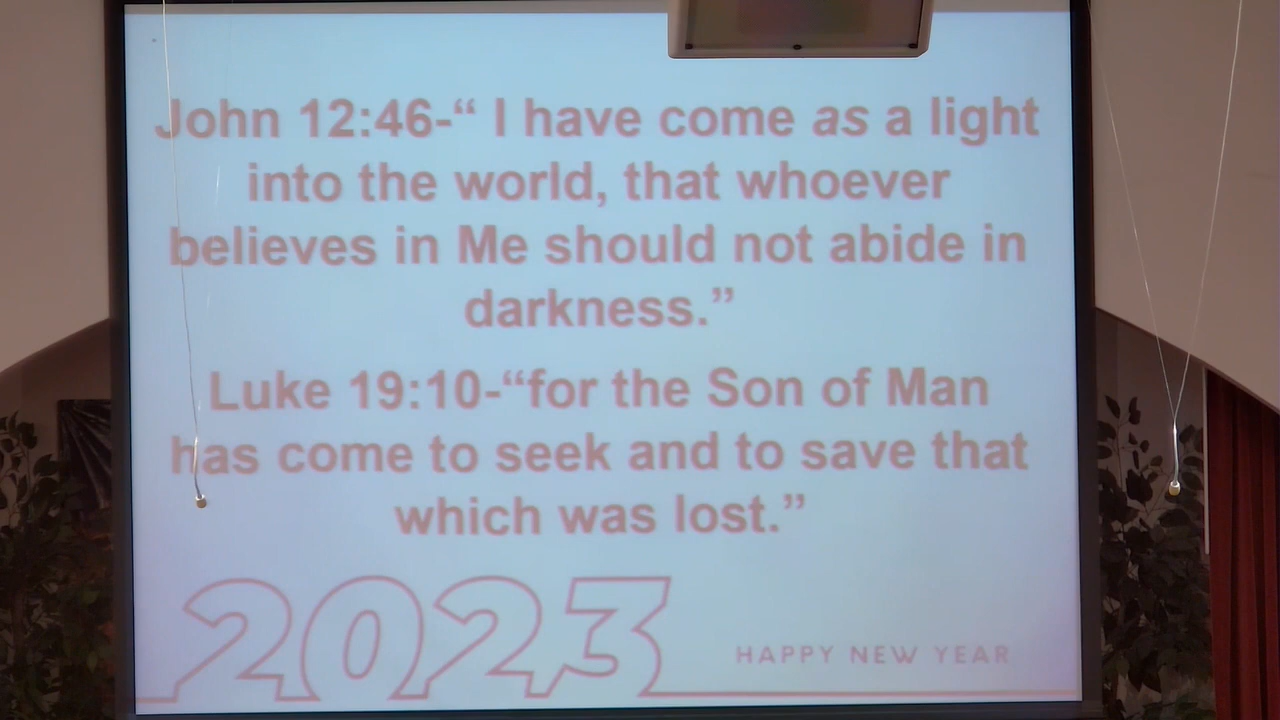 John 12:46-“ I have come as a light
into the world, that whoever
believes in Me should not abide in
darkness.”
Luke 19:10-“for the Son of Man
has come to seek and to save that
which was lost.”
2023
HAPPY NEW YEAR